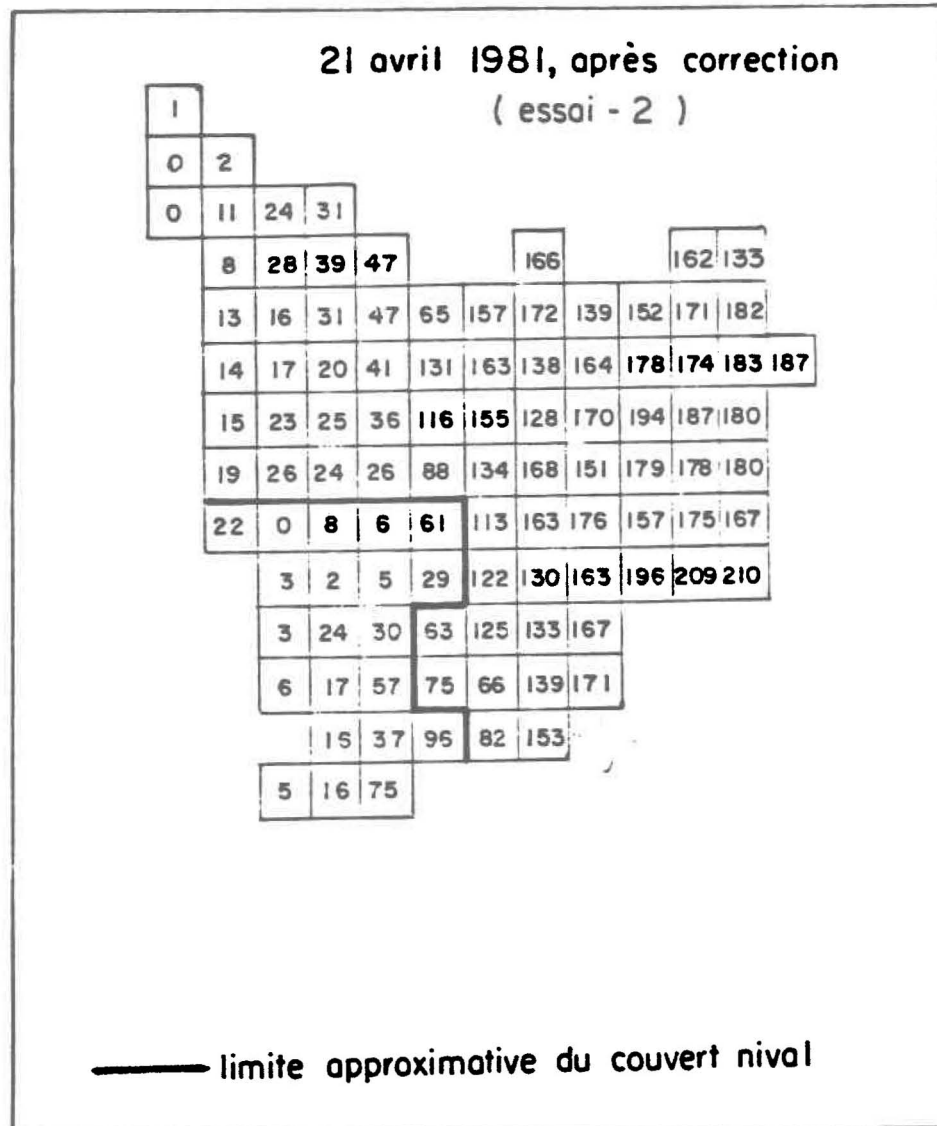 21 avril 1981, après correction
( essai - 2 )
1
0 2
0 11 24 31
8 28 39 47 166 162 133
13 16 31 47 65 157 172 139 152 171 182
14 17 20 41 131 163 138 164 178 174 183 187
15 23 25 36 116 155 128 170 194 187 180
19 26 24 26 88 134 168 151 179 178 180
22 0 8 6 61 113 163 176 157 175 167
3 2 5 29 122 130 163 196 209 210
3 24 30 63 125 133 167
6 17 57 75 66 139 171
37 82 153
5 16 75
limite approximative du couvert nival